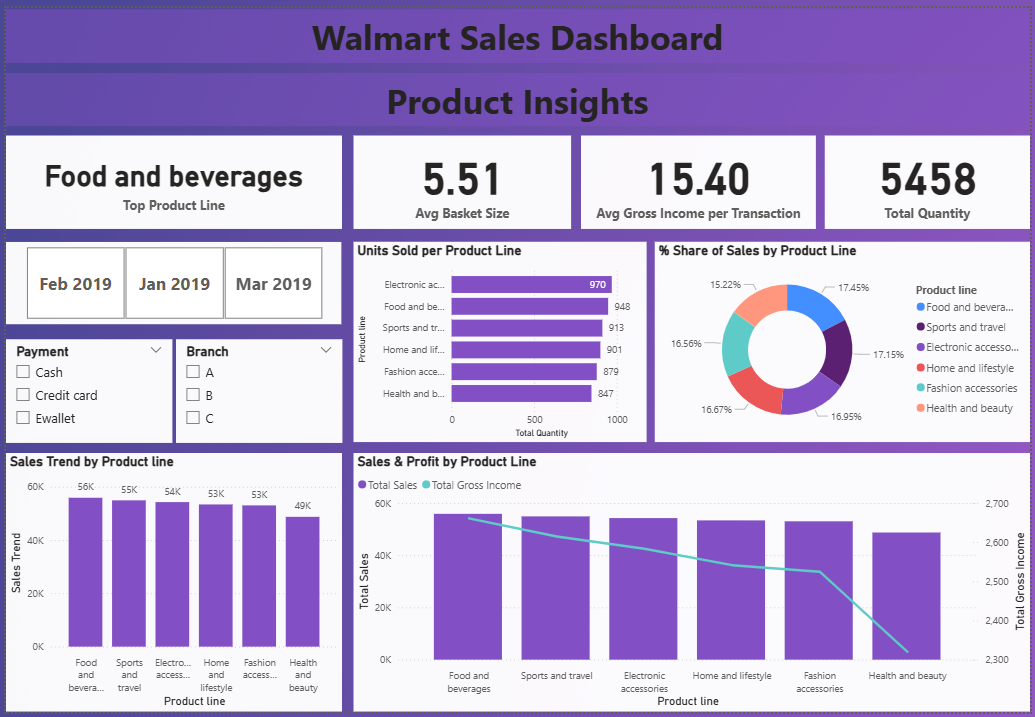 Walmart Sales Dashboard
Product Insights
Food and beverages
Top Product Line
5.51
Avg Basket Size
15.40
Avg Gross Income per Transaction
5458
Total Quantity
Feb 2019
Jan 2019
Mar 2019
Payment
Cash
Credit card
Ewallet
Branch
A
B
C
Units Sold per Product Line
Product line
Electronic ac... 970
Food and be... 948
Sports and tr... 913
Home and lif... 901
Fashion acce... 879
Health and b... 847
0 500 1000
Total Quantity
% Share of Sales by Product Line
17.45%
17.15%
16.95%
16.67%
16.56%
15.22%
Product line
Food and bevera...
Sports and travel
Electronic accesso...
Home and lifestyle
Fashion accessories
Health and beauty
Sales Trend by Product line
Sales Trend
60K
40K
20K
0K
56K 55K 54K 53K 53K 49K
Food
and
bevera...
Sports
and
travel
Electro...
access...
Home
and
lifestyle
Fashion
access...
Health
and
beauty
Product line
Sales & Profit by Product Line
Total Sales Total Gross Income
Total Sales
60K
40K
20K
0K
2,700
2,600
2,500
2,400
2,300
Total Gross Income
Food and
beverages
Sports and travel
Electronic
accessories
Home and lifestyle
Fashion
accessories
Health and beauty
Product line